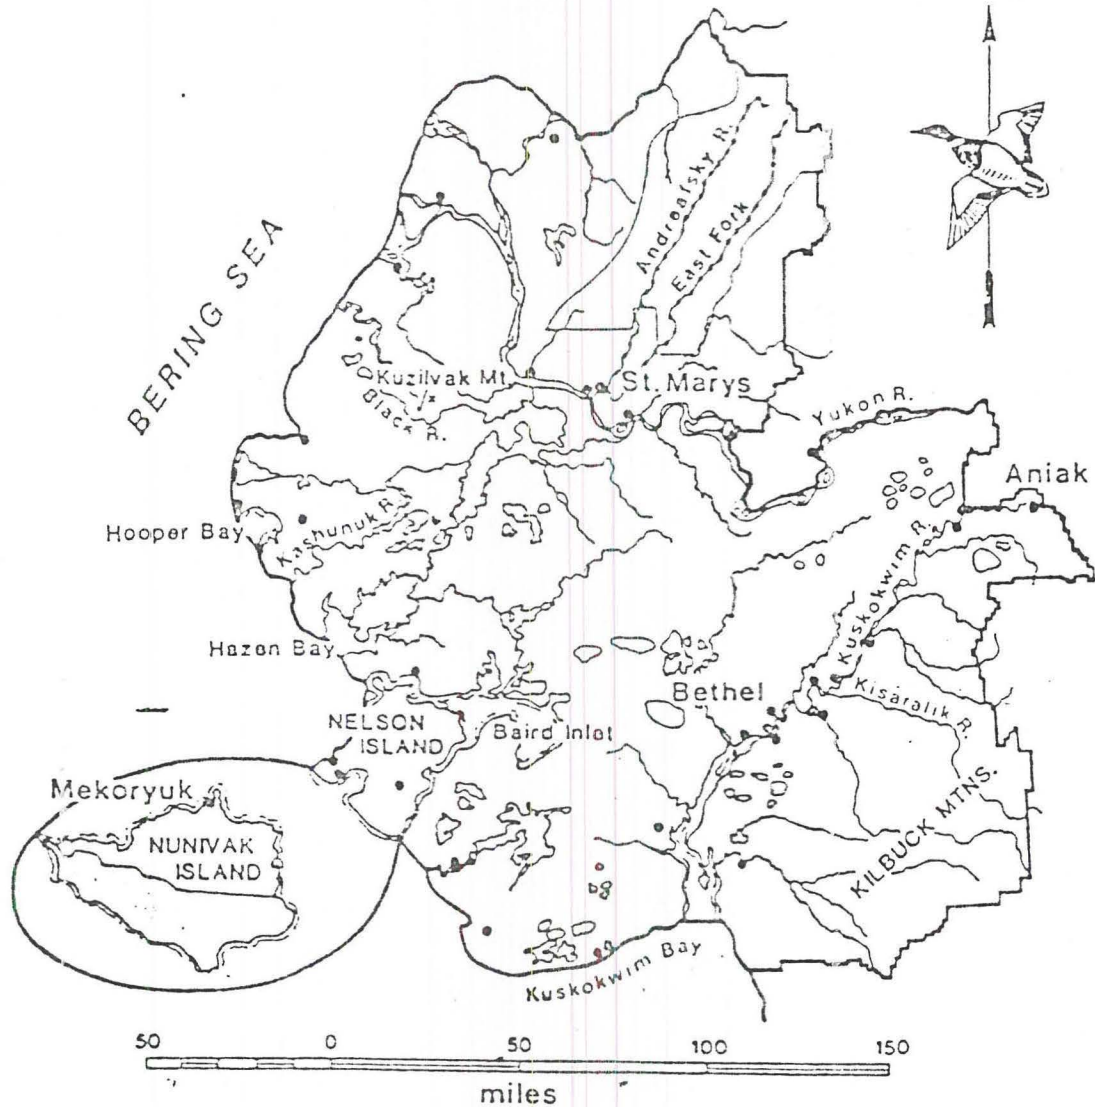 BERING SEA
Andreafsky R.
East Fork
Kuzilvak Mt.
Black R.
St. Marys
Yukon R.
Aniak
Hooper Bay
Kashunuk R.
Kuskokwim R.
Hazen Bay
Bethel
Kisaralik R.
NELSON
ISLAND
Baird Inlet
Mekoryuk
NUNIVAK
ISLAND
KILBUCK MTNS.
Kuskokwim Bay
50 0 50 100 150
miles